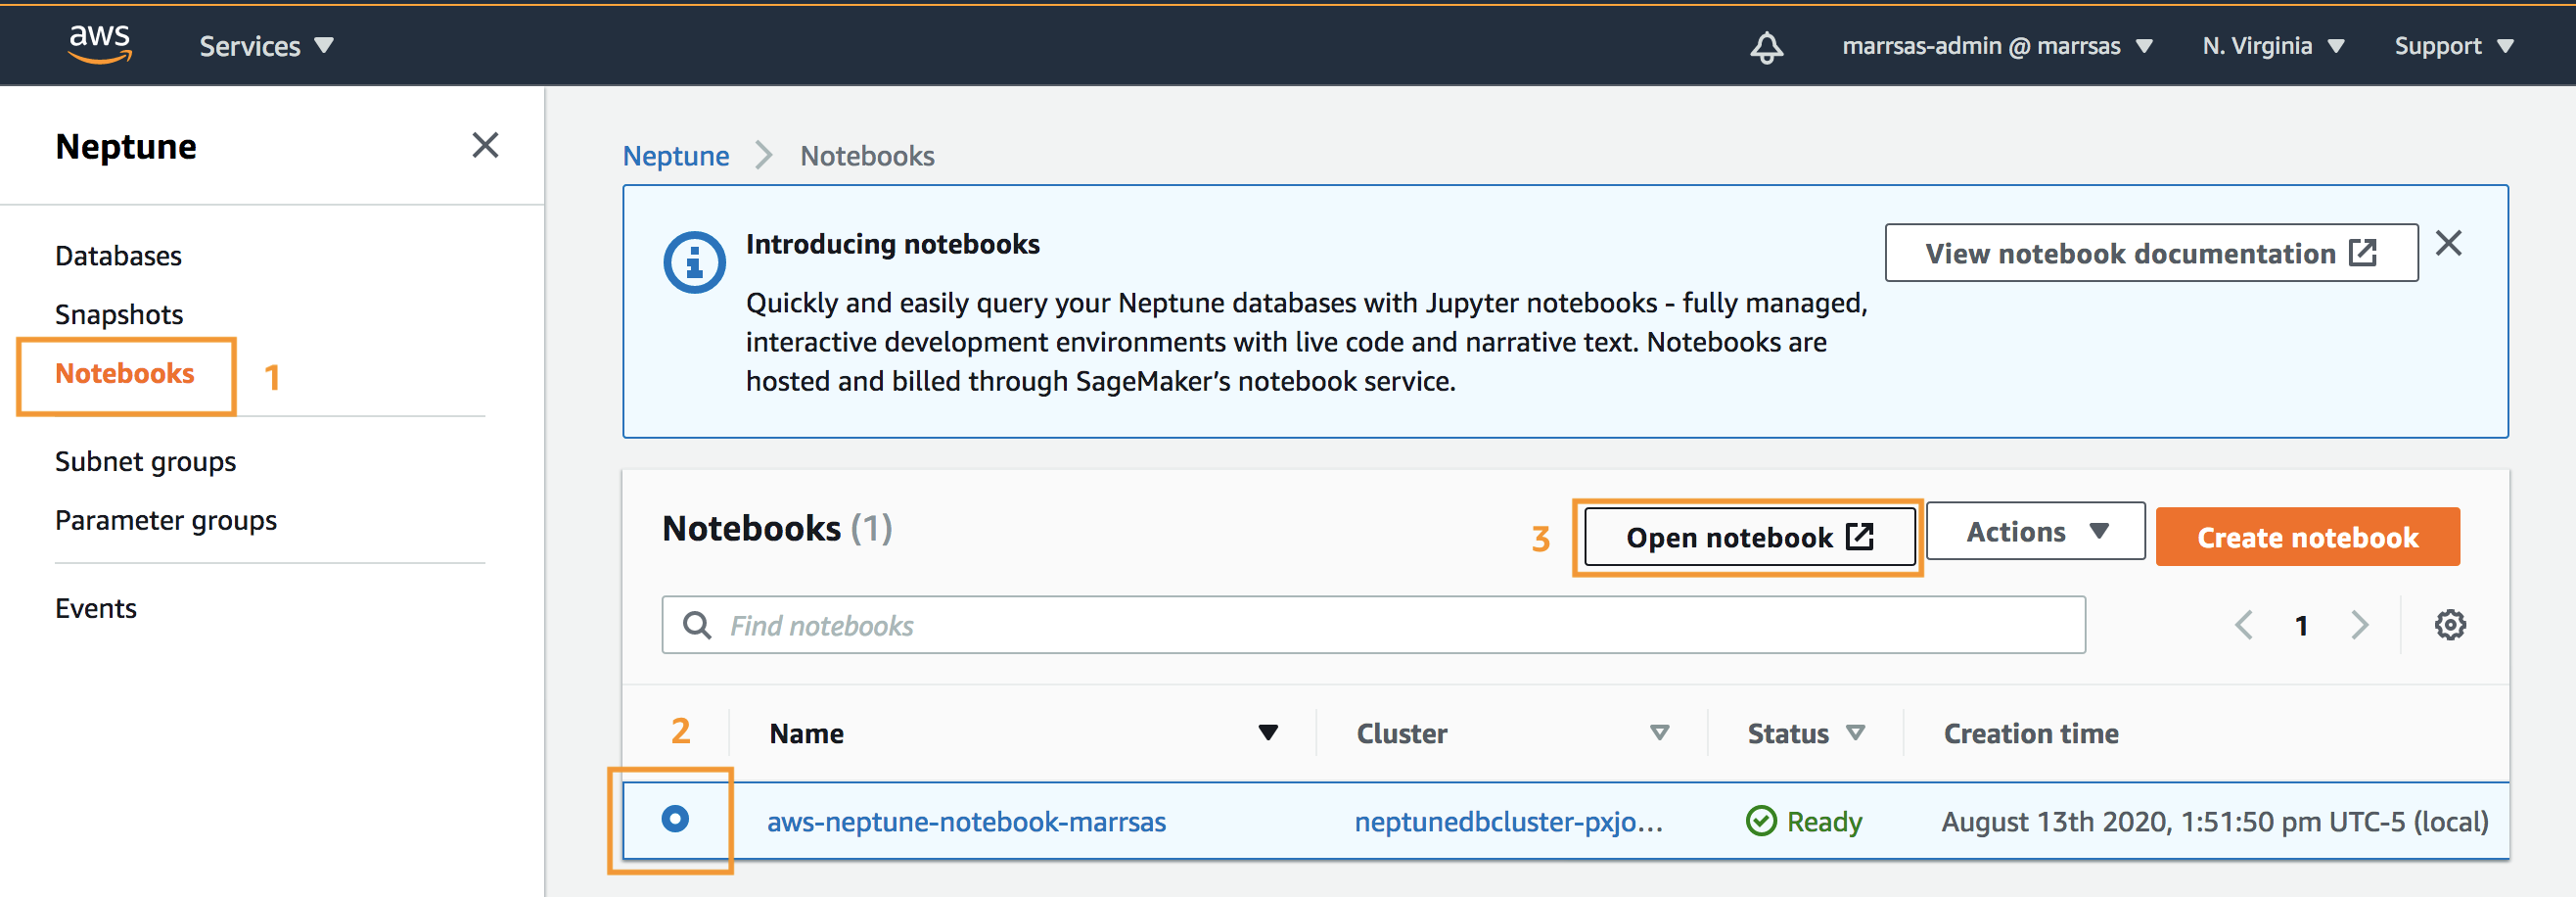 aws Services marrsas-admin @ marrsas N. Virginia Support
Neptune
Databases
Snapshots
Notebooks 1
Subnet groups
Parameter groups
Events
Neptune > Notebooks
Introducing notebooks
View notebook documentation
Quickly and easily query your Neptune databases with Jupyter notebooks - fully managed,
interactive development environments with live code and narrative text. Notebooks are
hosted and billed through SageMaker's notebook service.
Notebooks (1) 3 Open notebook Actions Create notebook
Find notebooks 1
2 Name Cluster Status Creation time
aws-neptune-notebook-marrsas neptunedbcluster-pxjo... Ready August 13th 2020, 1:51:50 pm UTC-5 (local)